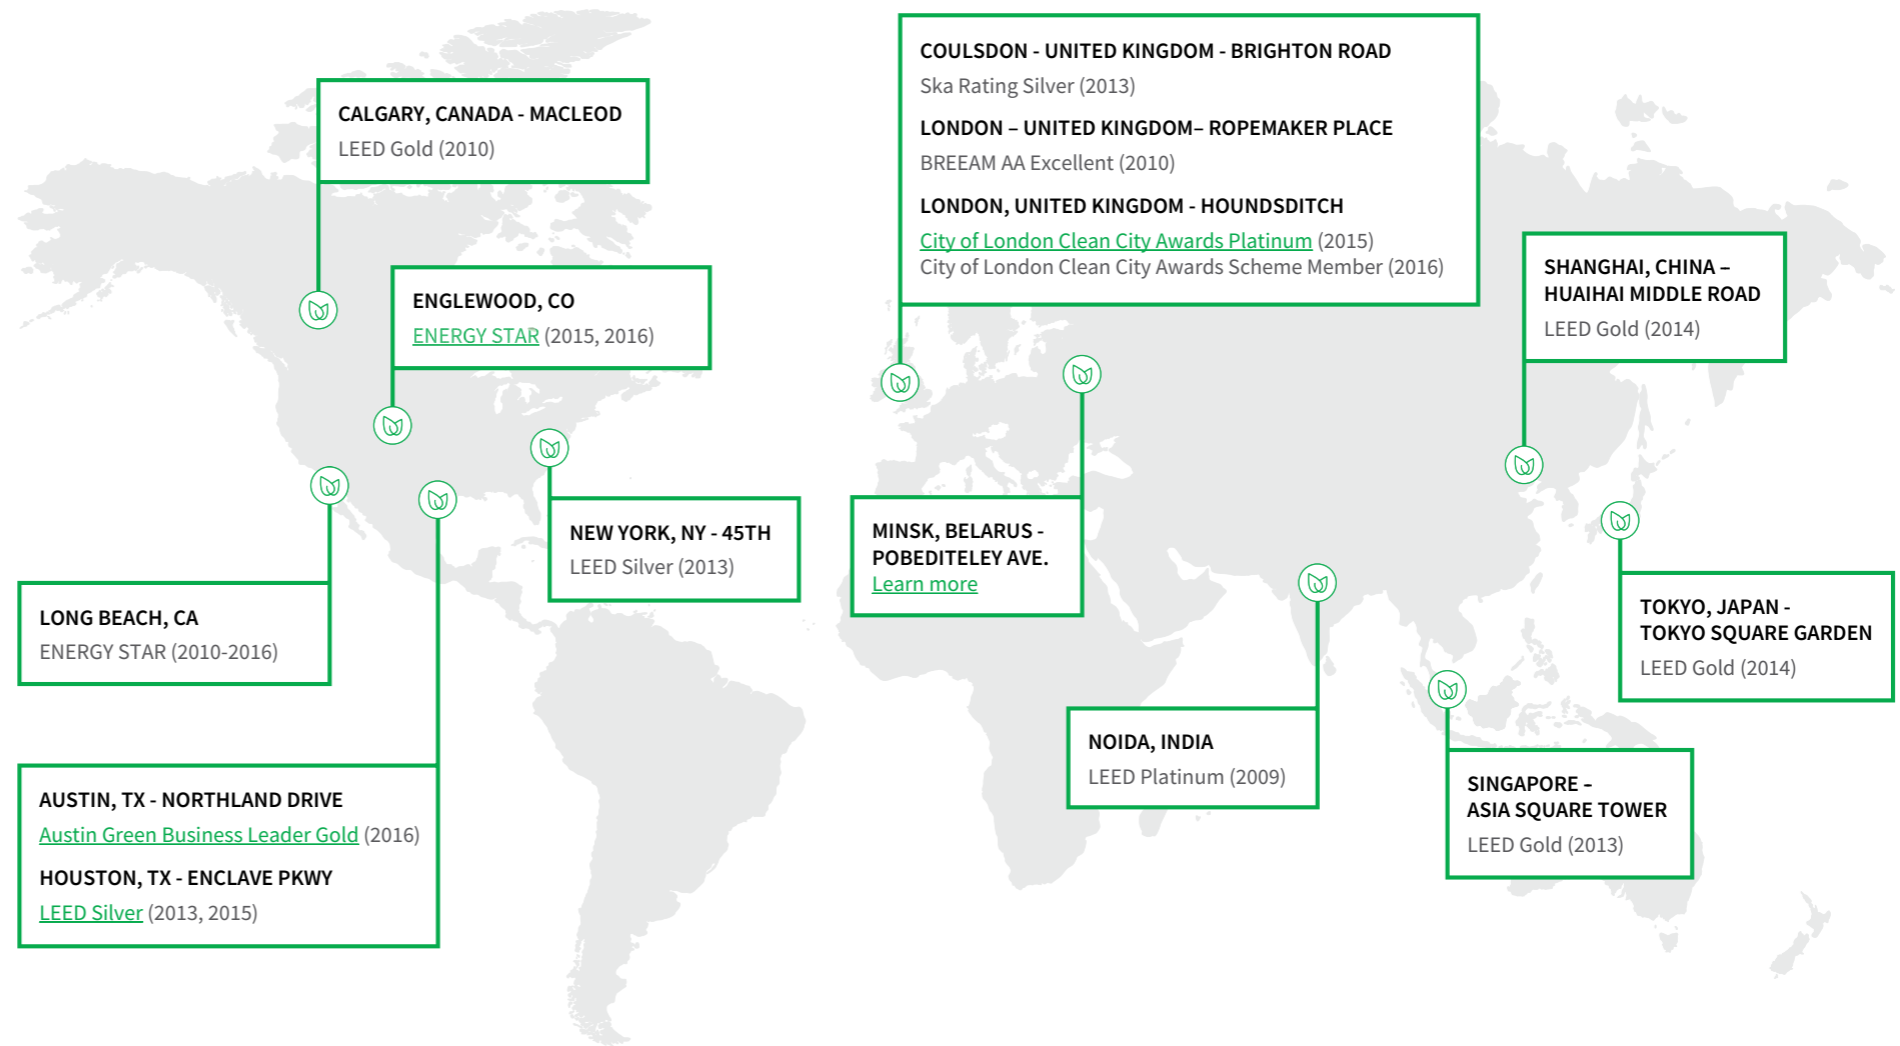 CALGARY, CANADA - MACLEOD
LEED Gold (2010)
ENGLEWOOD, CO
ENERGY STAR (2015, 2016)
NEW YORK, NY - 45TH
LEED Silver (2013)
LONG BEACH, CA
ENERGY STAR (2010-2016)
AUSTIN, TX - NORTHLAND DRIVE
Austin Green Business Leader Gold (2016)
HOUSTON, TX - ENCLAVE PKWY
LEED Silver (2013, 2015)
COULSDON - UNITED KINGDOM - BRIGHTON ROAD
Ska Rating Silver (2013)
LONDON – UNITED KINGDOM– ROPEMAKER PLACE
BREEAM AA Excellent (2010)
LONDON, UNITED KINGDOM - HOUNDSDITCH
City of London Clean City Awards Platinum (2015)
City of London Clean City Awards Scheme Member (2016)
MINSK, BELARUS -
POBEDITELEY AVE.
Learn more
NOIDA, INDIA
LEED Platinum (2009)
SHANGHAI, CHINA –
HUAIHAI MIDDLE ROAD
LEED Gold (2014)
TOKYO, JAPAN -
TOKYO SQUARE GARDEN
LEED Gold (2014)
SINGAPORE –
ASIA SQUARE TOWER
LEED Gold (2013)